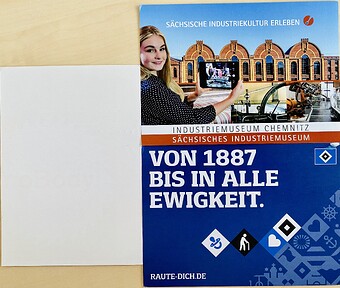 SÄCHSISCHE INDUSTRIEKULTUR ERLEBEN
INDUSTRIEMUSEUM CHEMNITZ
SÄCHSISCHES INDUSTRIEMUSEUM
VON 1887
BIS IN ALLE
EWIGKEIT.
RAUTE-DICH.DE